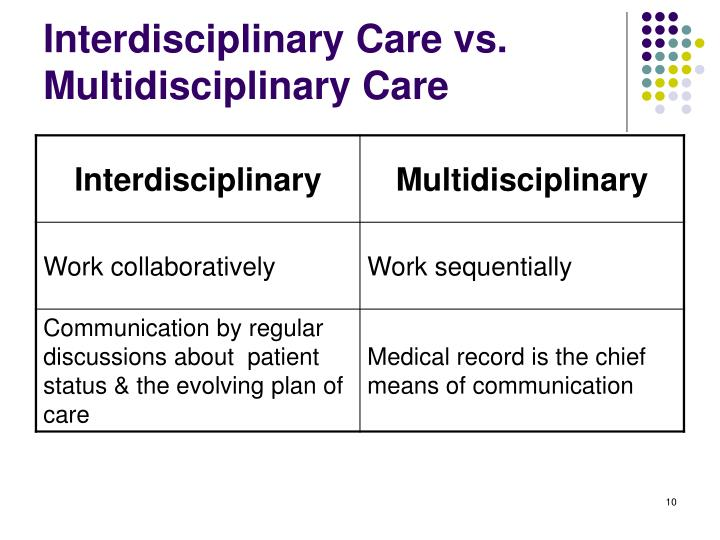 Interdisciplinary Care vs.
Multidisciplinary Care
Interdisciplinary
Multidisciplinary
Work collaboratively
Work sequentially
Communication by regular
discussions about  patient
status & the evolving plan of
care
Medical record is the chief
means of communication
10